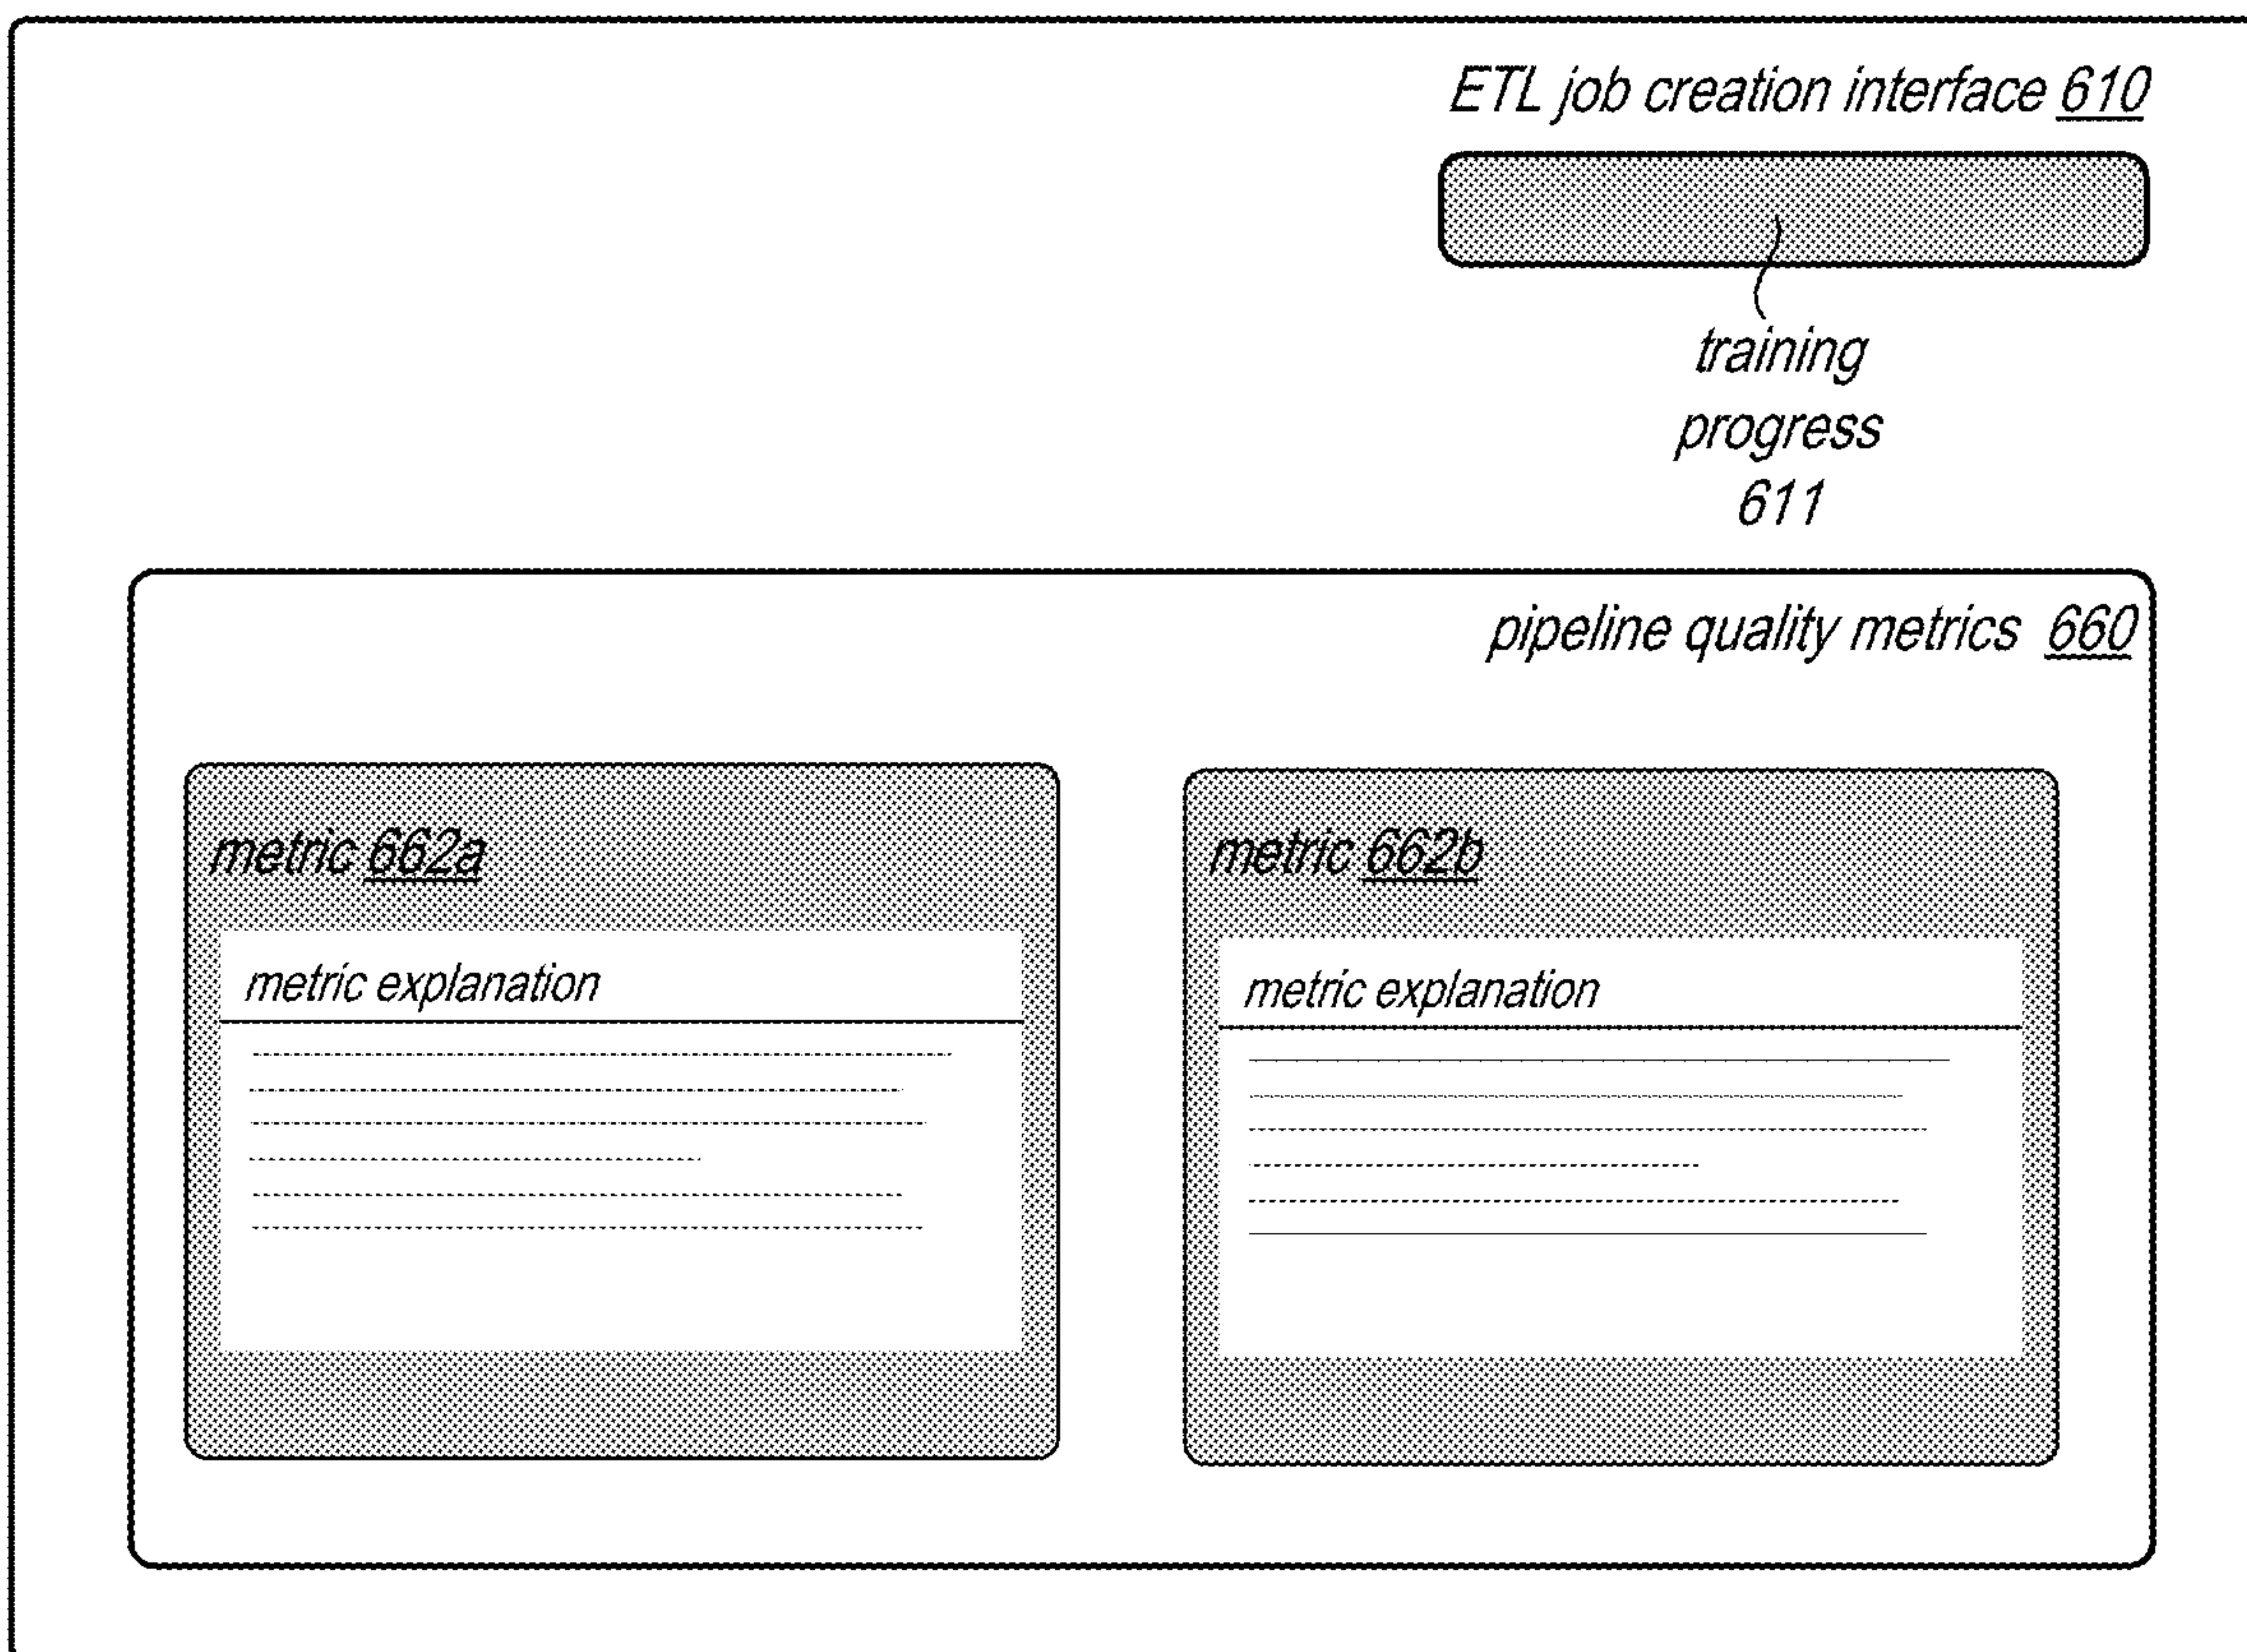 ETL job creation interface 610
training
progress
611
pipeline quality metrics 660
metric 662a
metric explanation
metric 662b
metric explanation